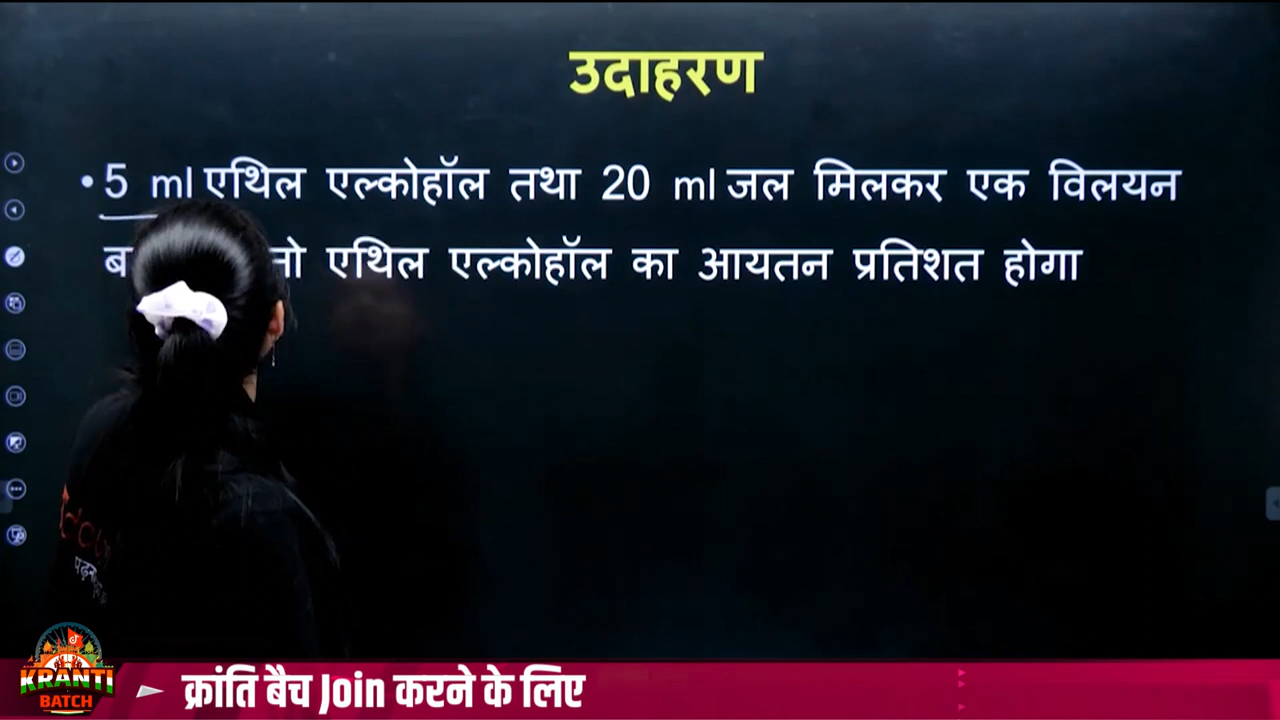 उदाहरण
• 5 ml एथिल एल्कोहॉल तथा 20 ml जल मिलकर एक विलयन
तो एथिल एल्कोहॉल का आयतन प्रतिशत होगा
KRANTI
BATCH
क्रांति बैच Join करने के लिए